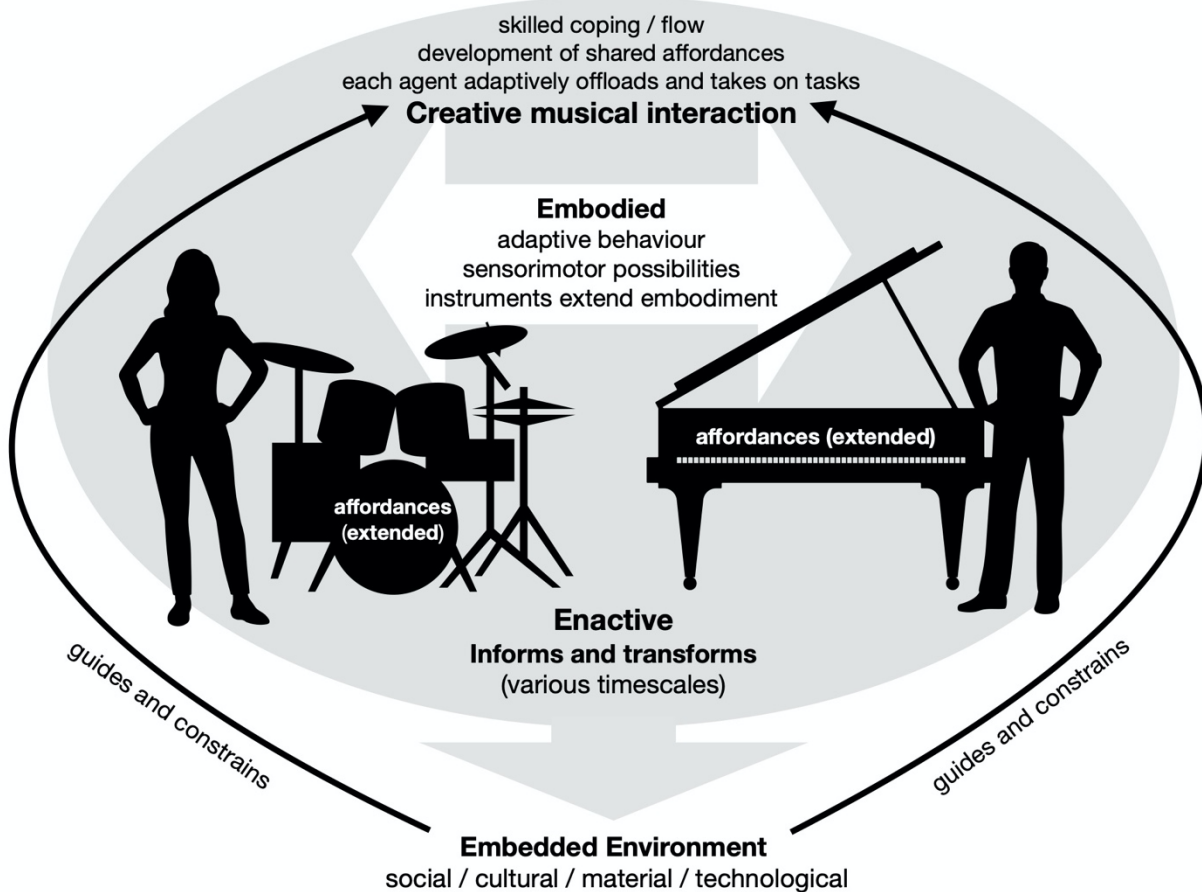 skilled coping / flow
development of shared affordances
each agent adaptively offloads and takes on tasks
Creative musical interaction
Embodied
adaptive behaviour
sensorimotor possibilities
instruments extend embodiment
affordances (extended)
affordances
(extended)
Enactive
Informs and transforms
(various timescales)
guides and constrains
guides and constrains
Embedded Environment
social / cultural / material / technological